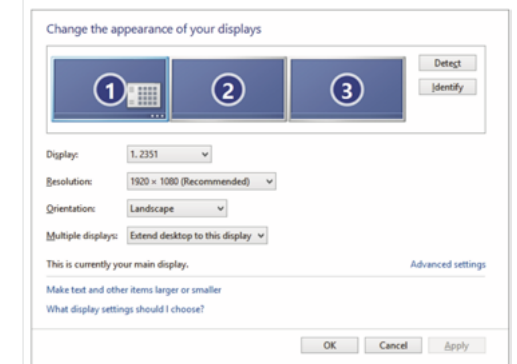 Change the appearance of your displays
1 2 3
Detect
Identify
Display: 1. 2351
Resolution: 1920 × 1080 (Recommended)
Orientation: Landscape
Multiple displays: Extend desktop to this display
This is currently your main display.
Advanced settings
Make text and other items larger or smaller
What display settings should I choose?
OK Cancel Apply